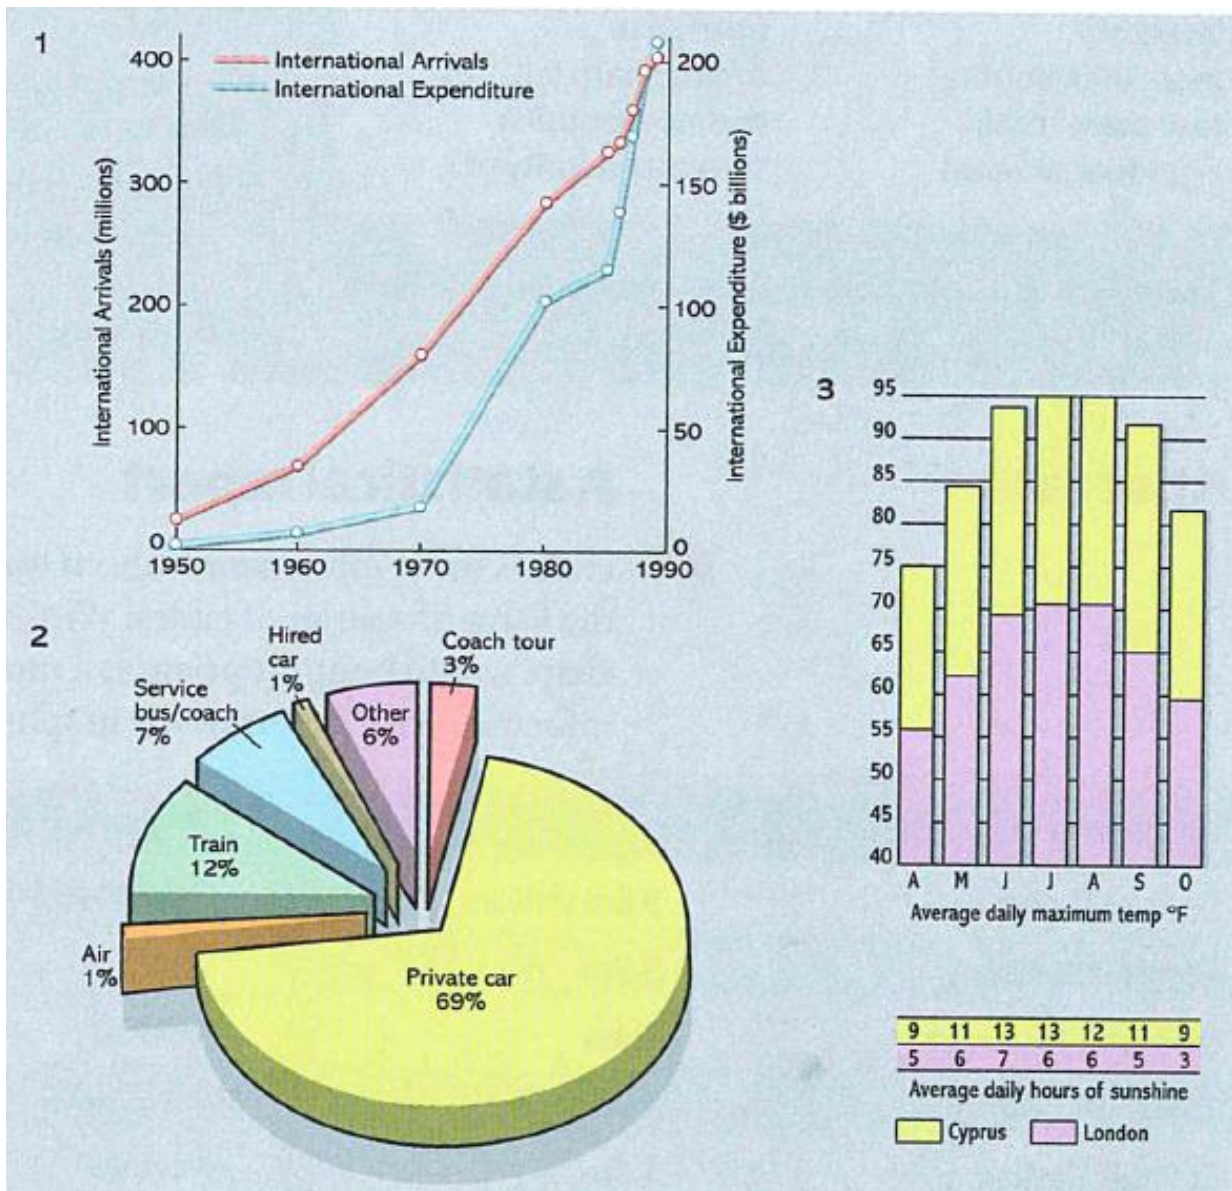 1
400
300
200
100
0
International Arrivals (millions)
International Arrivals
International Expenditure
200
150
100
50
0
International Expenditure ($ billions)
1950 1960 1970 1980 1990
2
Hired
car
1%
Coach tour
3%
Service
bus/coach
7%
Other
6%
Train
12%
Air
1%
Private car
69%
3
95
90
85
80
75
70
65
60
55
50
45
40
A M J J A S O
Average daily maximum temp °F
9 11 13 13 12 11 9
5 6 7 6 6 5 3
Average daily hours of sunshine
Cyprus London